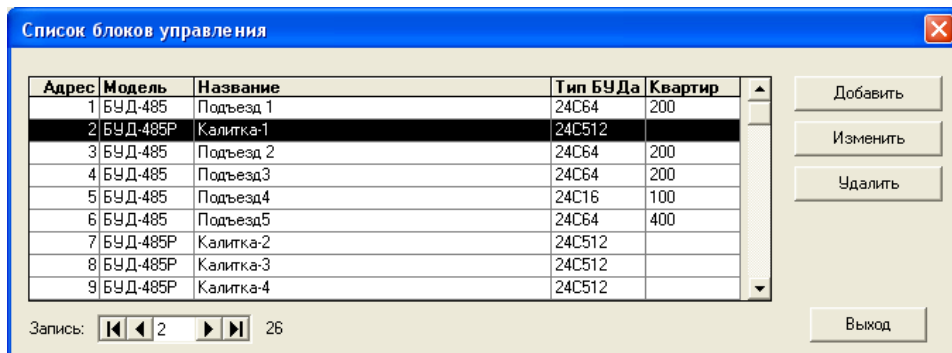 Список блоков управления
Адрес Модель Название Тип БУДа Квартир
1 БУД-485 Подъезд 1 24С64 200
2 БУД-485Р Калитка-1 24С512
3 БУД-485 Подъезд 2 24С64 200
4 БУД-485 Подъезд3 24С64 200
5 БУД-485 Подъезд4 24С16 100
6 БУД-485 Подъезд5 24С64 400
7 БУД-485Р Калитка-2 24С512
8 БУД-485Р Калитка-3 24С512
9 БУД-485Р Калитка-4 24С512
Добавить
Изменить
Удалить
Запись: 2 26
Выход